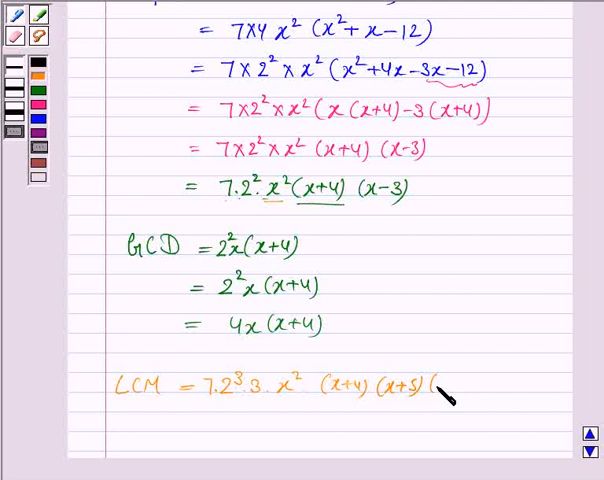 = 7×4 x² (x²+ x-12)
= 7 × 2² × x² (x²+4x-3x-12)
= 7×2² × x² (x (x+4) -3 (x+4))
= 7×2² × x² (x+4) (x-3)
= 7.2². x² (x+4) (x-3)
GCD = 2²x(x+4)
= 2²x (x+4)
= 4x (x+4)
LCM = 7.2³.3. x² (x+4) (x+5) (